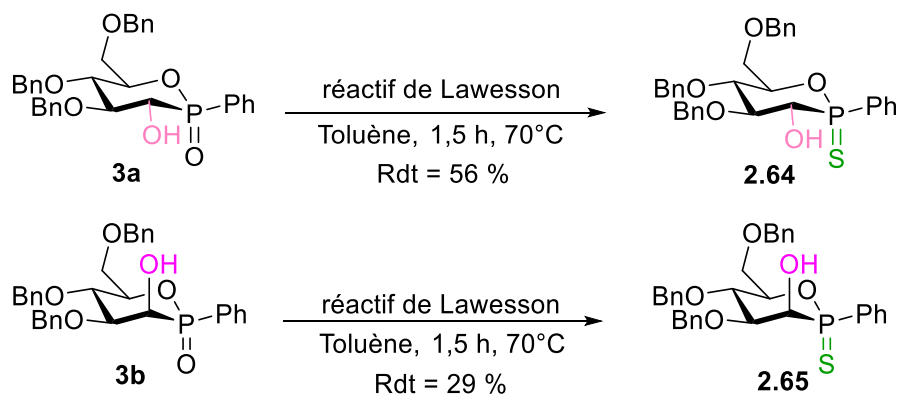 OBn
BnO
BnO
O
P
Ph
OH
O
3a
réactif de Lawesson
Toluène, 1,5 h, 70°C
Rdt = 56 %
OBn
BnO
BnO
O
P
Ph
OH
S
2.64
OBn
OH
BnO
BnO
O
P
Ph
O
3b
réactif de Lawesson
Toluène, 1,5 h, 70°C
Rdt = 29 %
OBn
OH
BnO
BnO
O
P
Ph
S
2.65